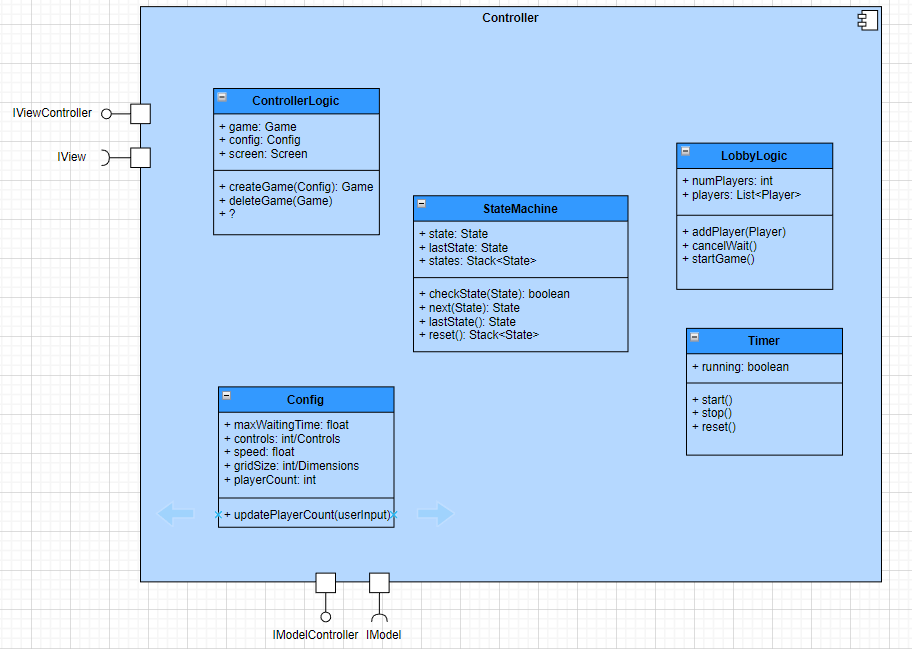 Controller
IViewController
IView
ControllerLogic
+ game: Game
+ config: Config
+ screen: Screen
+ createGame(Config): Game
+ deleteGame(Game)
+ ?
StateMachine
+ state: State
+ lastState: State
+ states: Stack<State>
+ checkState(State): boolean
+ next(State): State
+ lastState(): State
+ reset(): Stack<State>
LobbyLogic
+ numPlayers: int
+ players: List<Player>
+ addPlayer(Player)
+ cancelWait()
+ startGame()
Timer
+ running: boolean
+ start()
+ stop()
+ reset()
Config
+ maxWaitingTime: float
+ controls: int/Controls
+ speed: float
+ gridSize: int/Dimensions
+ playerCount: int
+ updatePlayerCount(userInput)
IModelController
IModel